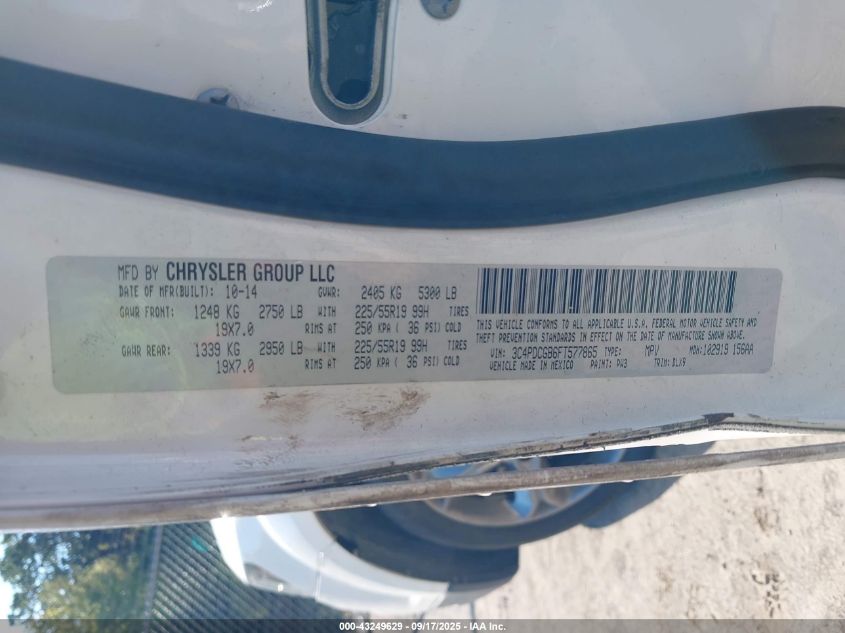 MFD BY CHRYSLER GROUP LLC
DATE OF MFR(BUILT): 10-14 GVWR: 2405 KG 5300 LB
GAWR FRONT: 1248 KG 2750 LB WITH 225/55R19 99H TIRES
19X7.0 RIMS AT 250 KPA ( 36 PSI) COLD
GAWR REAR: 1339 KG 2950 LB WITH 225/55R19 99H TIRES
19X7.0 RIMS AT 250 KPA ( 36 PSI) COLD
THIS VEHICLE CONFORMS TO ALL APPLICABLE U.S.A. FEDERAL MOTOR VEHICLE SAFETY AND
THEFT PREVENTION STANDARDS IN EFFECT ON THE DATE OF MANUFACTURE SHOWN ABOVE.
VIN: 3C4PDCGB6FT577865 TYPE: MPV MDH: 102919 156AA
VEHICLE MADE IN MEXICO PAINT: PW3 TRIM: DLX9
000-43249629 - 09/17/2025 - IAA Inc.